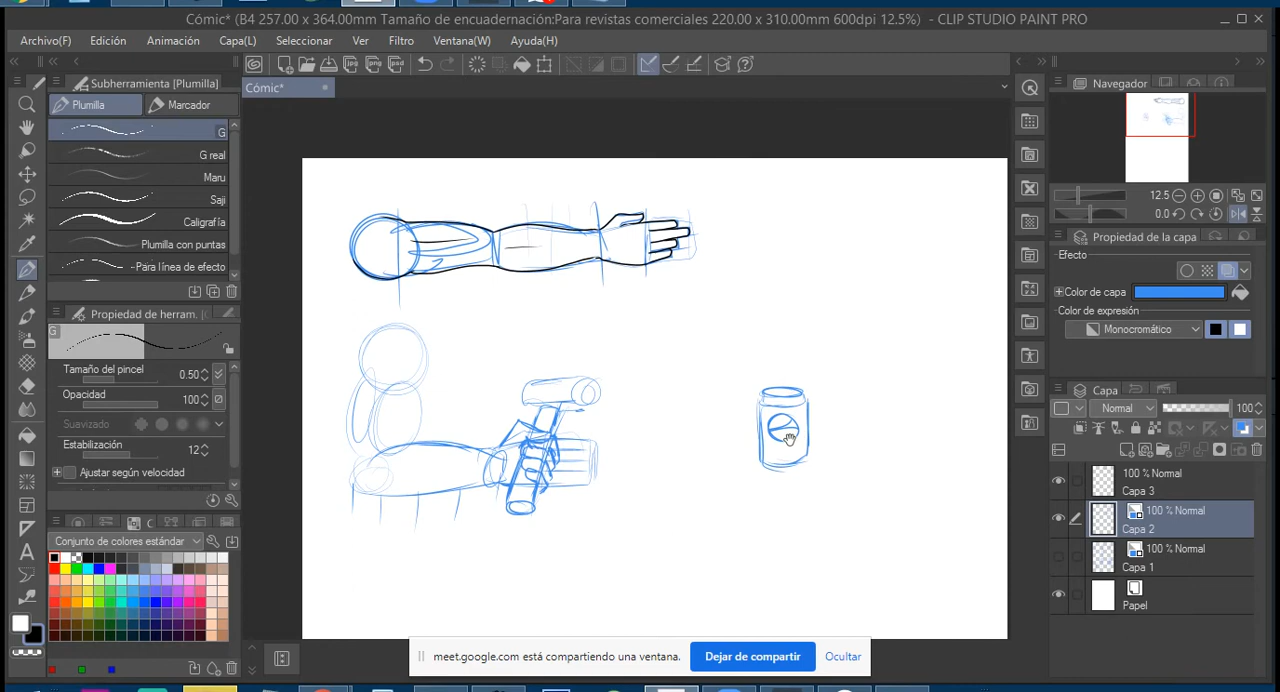 Cómic* (B4 257.00 x 364.00mm Tamaño de encuadernación:Para revistas comerciales 220.00 x 310.00mm 600dpi 12.5%) - CLIP STUDIO PAINT PRO
Archivo(F) Edición Animación Capa(L) Seleccionar Ver Filtro Ventana(W) Ayuda(H)
Subherramienta [Plumilla]
Cómic*
Navegador
Plumilla Marcador
G
G real
Maru
Saji
Caligrafía
Plumilla con puntas
Para línea de efecto
12.5
0.0
Propiedad de la capa
Efecto
Color de capa
Color de expresión
Monocromático
Propiedad de herram.
G
Tamaño del pincel 0.50
Opacidad 100
Suavizado
Estabilización 12
Ajustar según velocidad
Capa
Normal 100
100 % Normal
Capa 3
100 % Normal
Capa 2
100 % Normal
Capa 1
Papel
C
Conjunto de colores estándar
A
meet.google.com está compartiendo una ventana. Dejar de compartir Ocultar